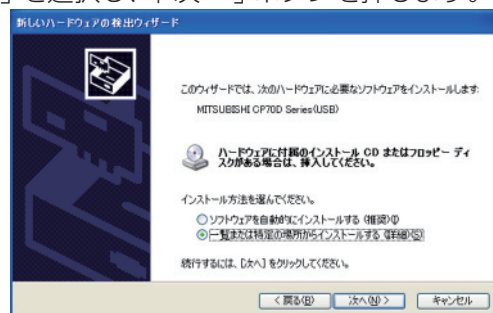 」を選択し、「次へ」ボタンを押します。
新しいハードウェアの検出ウィザード
このウィザードでは、次のハードウェアに必要なソフトウェアをインストールします:
MITSUBISHI CP70D Series(USB)
ハードウェアに付属のインストール CD またはフロッピー ディ
スクがある場合は、挿入してください。
インストール方法を選んでください。
ソフトウェアを自動的にインストールする (推奨)(I)
一覧または特定の場所からインストールする (詳細)(S)
続行するには、[次へ] をクリックしてください。
< 戻る(B)
次へ(N) >
キャンセル